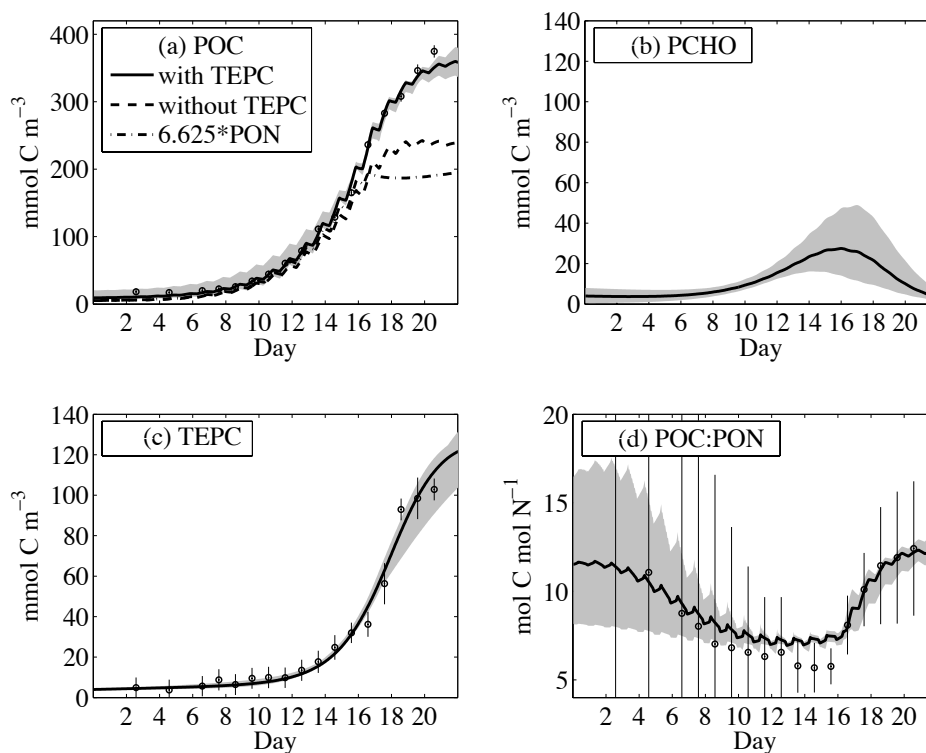 (a) POC
with TEPC
without TEPC
6.625*PON
mmol C m⁻³
400
300
200
100
0
2 4 6 8 10 12 14 16 18 20
Day
(b) PCHO
mmol C m⁻³
140
120
100
80
60
40
20
0
2 4 6 8 10 12 14 16 18 20
Day
(c) TEPC
mmol C m⁻³
140
120
100
80
60
40
20
0
2 4 6 8 10 12 14 16 18 20
Day
(d) POC:PON
mol C mol N⁻¹
20
15
10
5
2 4 6 8 10 12 14 16 18 20
Day